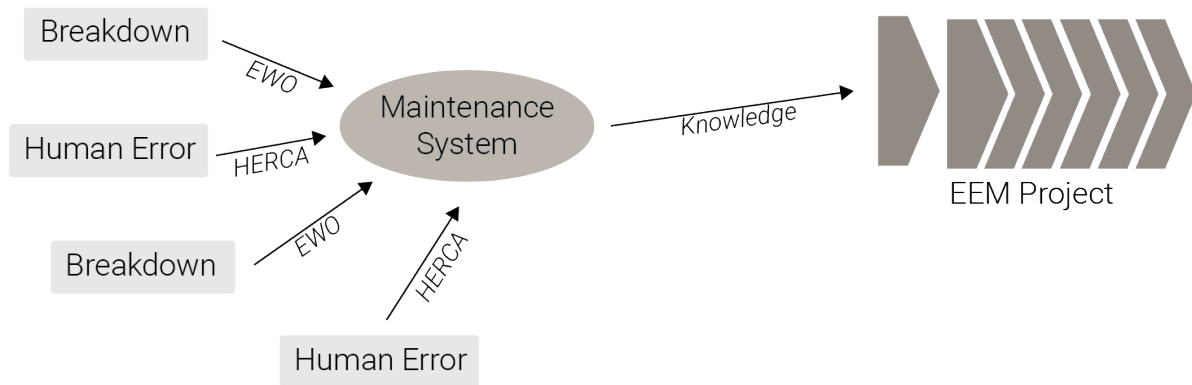 Breakdown
EWO
Human Error
HERCA
Breakdown
EWO
Human Error
HERCA
Maintenance
System
Knowledge
EEM Project